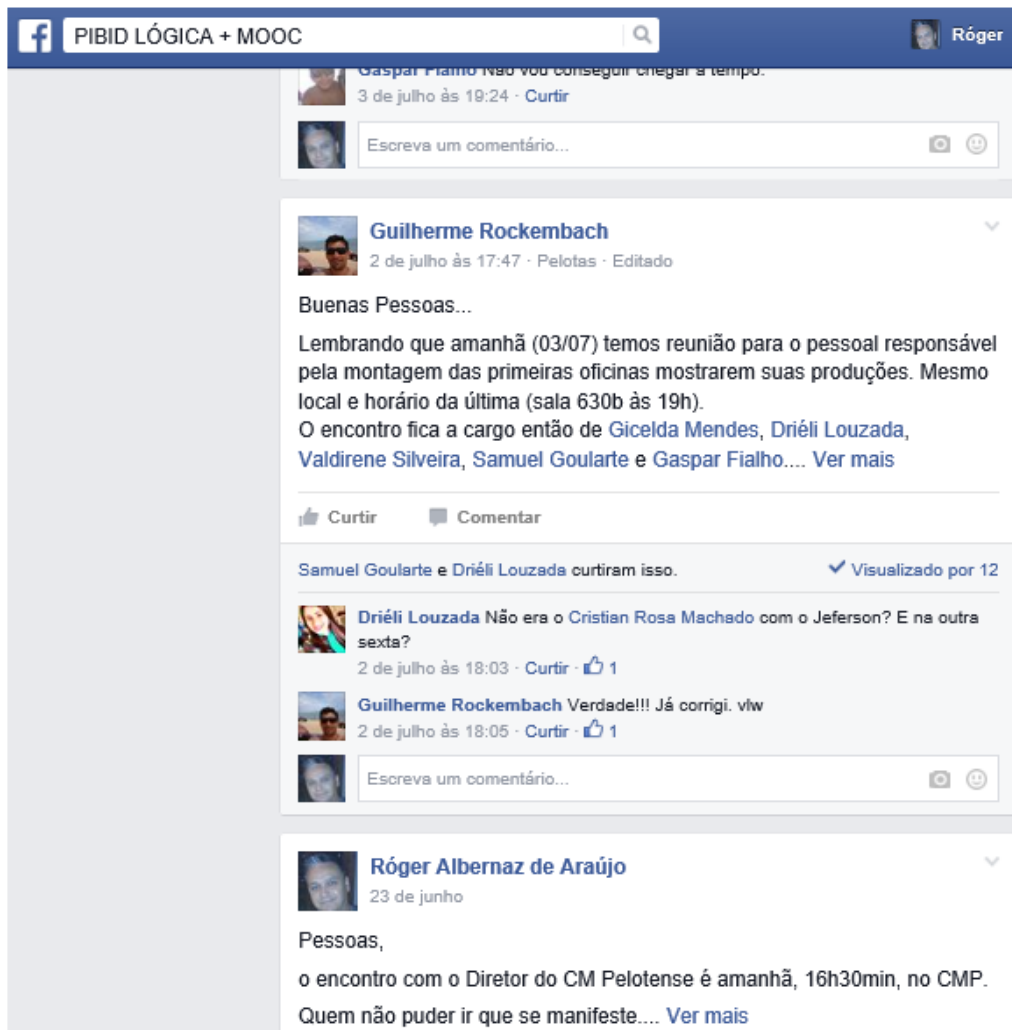 PIBID LÓGICA + MOOC
Róger
Gaspar Fialho Não vou conseguir chegar a tempo.
3 de julho às 19:24 · Curtir
Escreva um comentário...
Guilherme Rockembach
2 de julho às 17:47 · Pelotas · Editado
Buenas Pessoas...
Lembrando que amanhã (03/07) temos reunião para o pessoal responsável
pela montagem das primeiras oficinas mostrarem suas produções. Mesmo
local e horário da última (sala 630b às 19h).
O encontro fica a cargo então de Gicelda Mendes, Driéli Louzada,
Valdirene Silveira, Samuel Goularte e Gaspar Fialho.... Ver mais
Curtir Comentar
Samuel Goularte e Driéli Louzada curtiram isso. Visualizado por 12
Driéli Louzada Não era o Cristian Rosa Machado com o Jeferson? E na outra
sexta?
2 de julho às 18:03 · Curtir · 1
Guilherme Rockembach Verdade!!! Já corrigi. vlw
2 de julho às 18:05 · Curtir · 1
Escreva um comentário...
Róger Albernaz de Araújo
23 de junho
Pessoas,
o encontro com o Diretor do CM Pelotense é amanhã, 16h30min, no CMP.
Quem não puder ir que se manifeste.... Ver mais